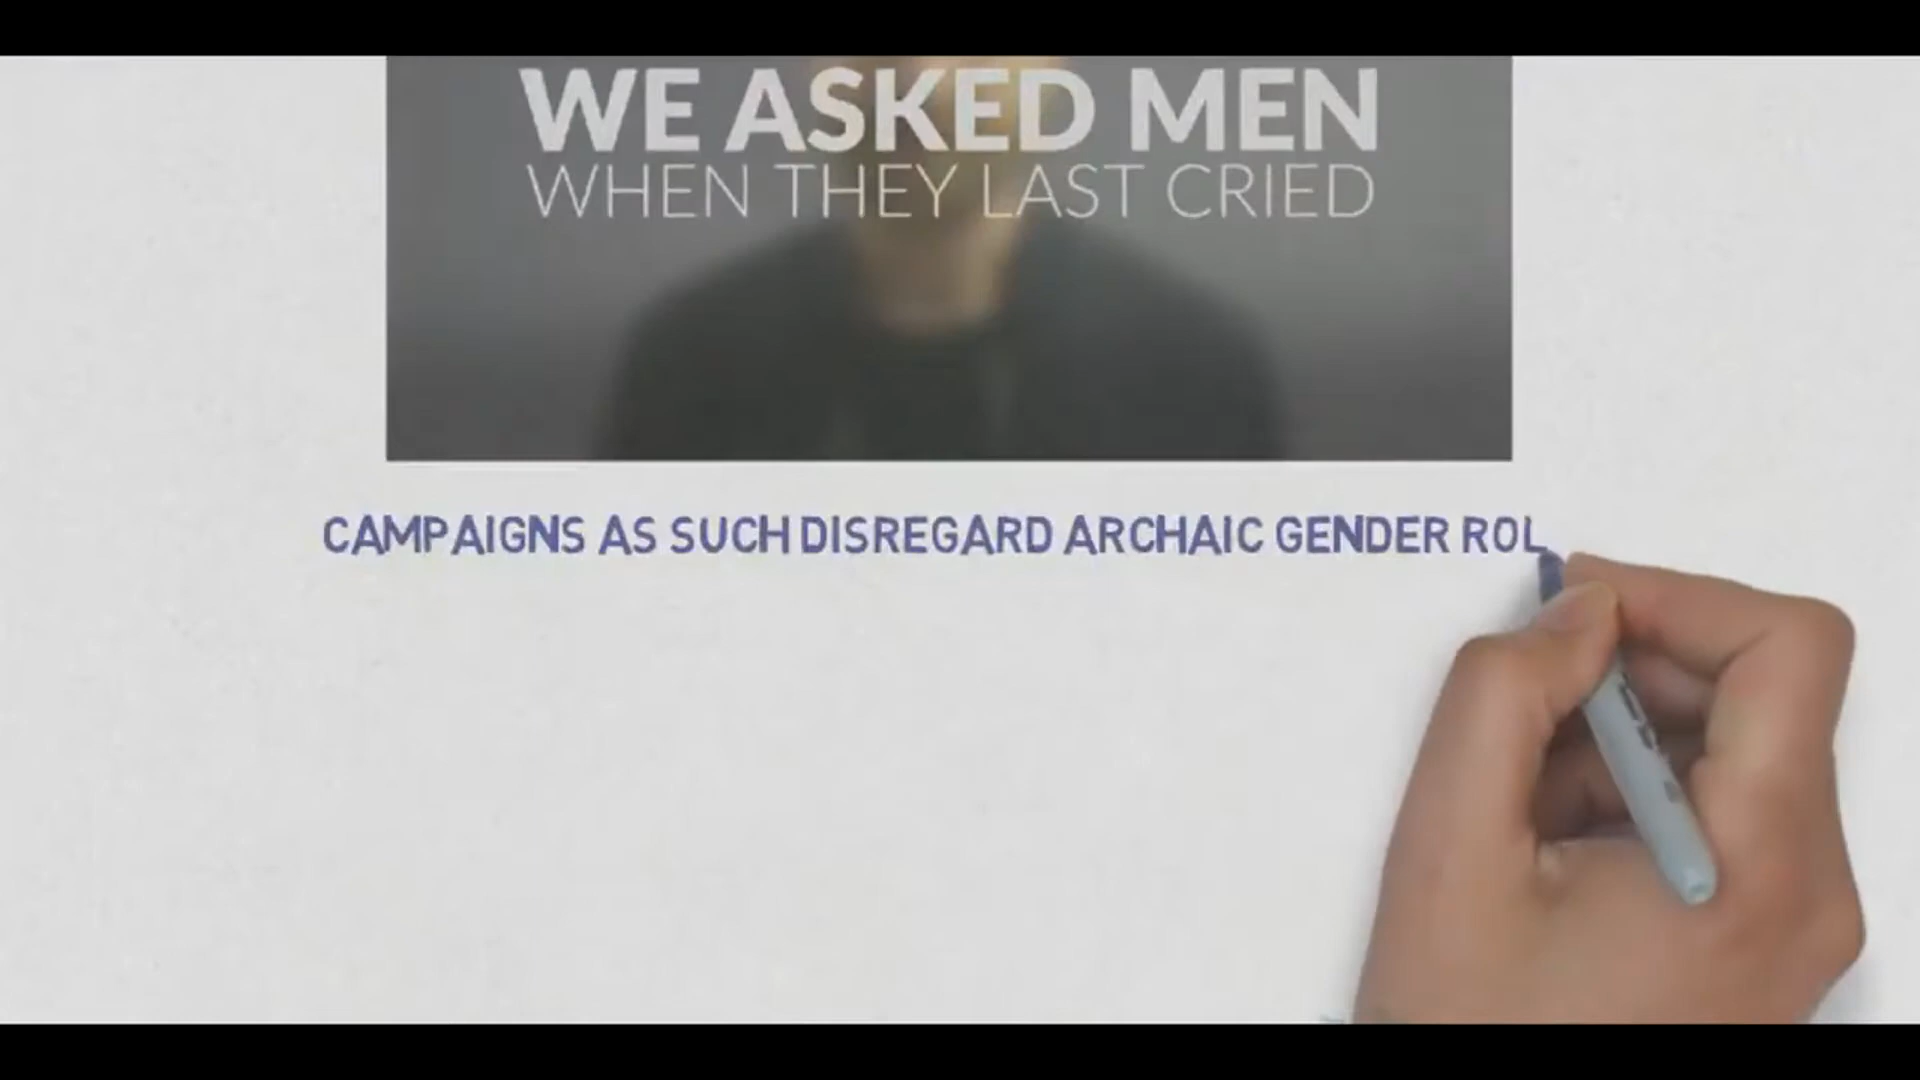 WE ASKED MEN
WHEN THEY LAST CRIED
CAMPAIGNS AS SUCH DISREGARD ARCHAIC GENDER ROL